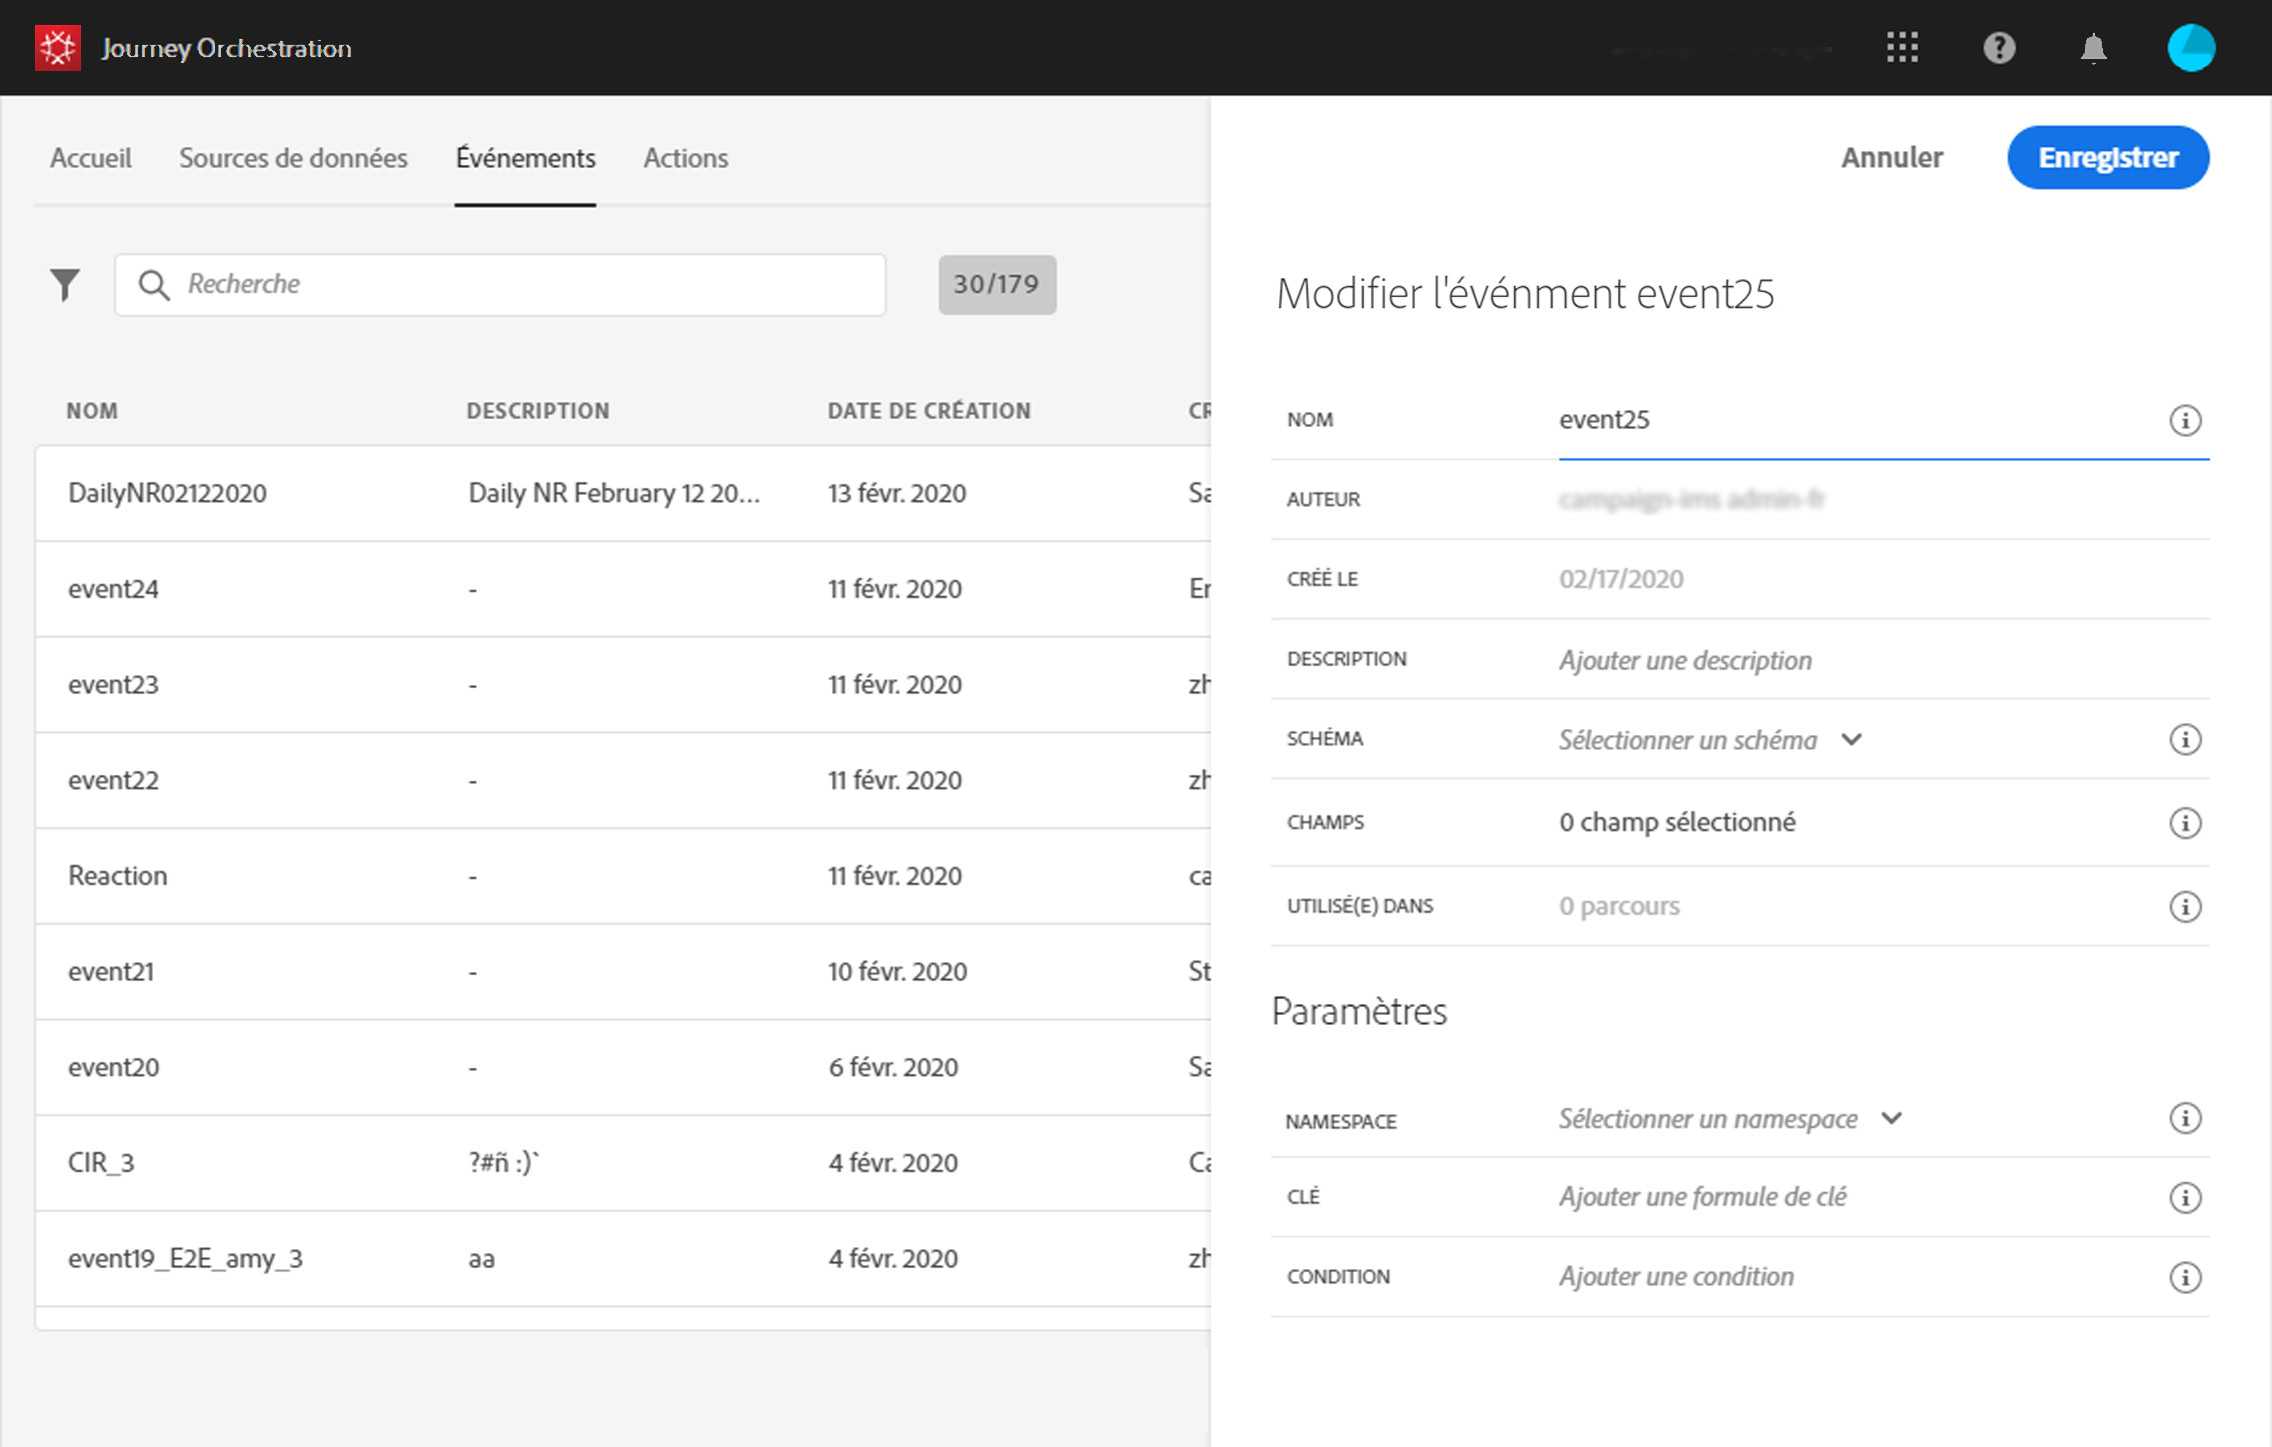 Journey Orchestration
Accueil Sources de données Événements Actions
Annuler Enregistrer
Recherche 30/179
Modifier l'événment event25
NOM DESCRIPTION DATE DE CRÉATION CR
DailyNR02122020 Daily NR February 12 20... 13 févr. 2020 Sa
event24 - 11 févr. 2020 Er
event23 - 11 févr. 2020 zh
event22 - 11 févr. 2020 zh
Reaction - 11 févr. 2020 ca
event21 - 10 févr. 2020 St
event20 - 6 févr. 2020 Sa
CIR_3 ?#ñ :)` 4 févr. 2020 Ca
event19_E2E_amy_3 aa 4 févr. 2020 zh
NOM event25
AUTEUR campaign-ims admin-fr
CRÉÉ LE 02/17/2020
DESCRIPTION Ajouter une description
SCHÉMA Sélectionner un schéma
CHAMPS 0 champ sélectionné
UTILISÉ(E) DANS 0 parcours
Paramètres
NAMESPACE Sélectionner un namespace
CLÉ Ajouter une formule de clé
CONDITION Ajouter une condition